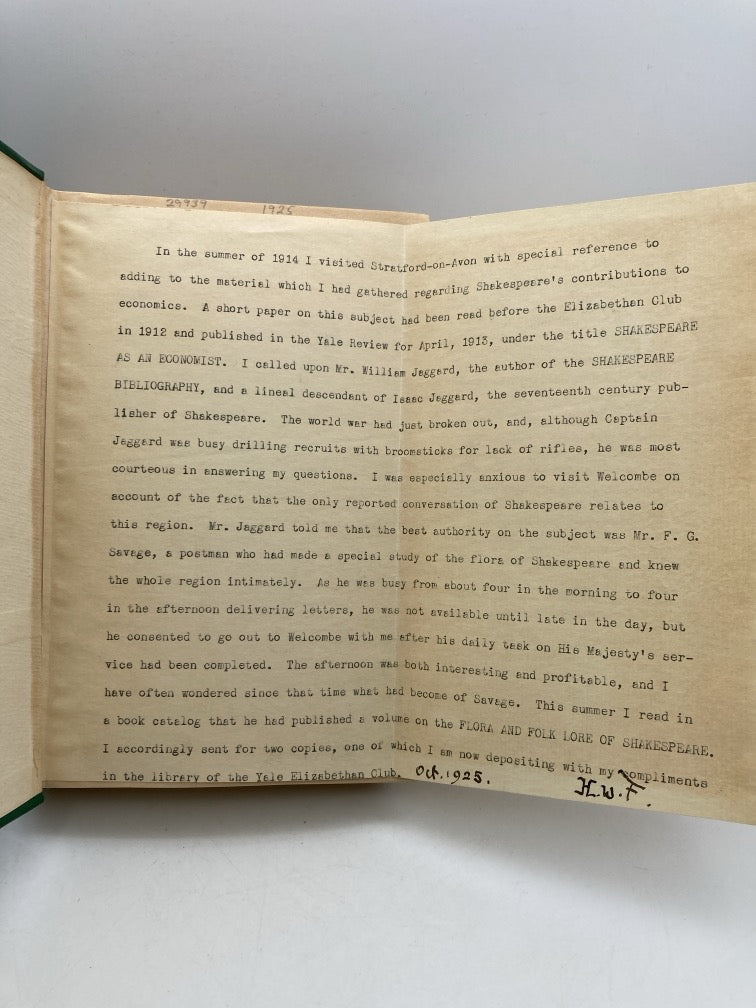 29939 1925
In the summer of 1914 I visited Stratford-on-Avon with special reference to
adding to the material which I had gathered regarding Shakespeare's contributions to
economics. A short paper on this subject had been read before the Elizabethan Club
in 1912 and published in the Yale Review for April, 1913, under the title SHAKESPEARE
AS AN ECONOMIST. I called upon Mr. William Jaggard, the author of the SHAKESPEARE
BIBLIOGRAPHY, and a lineal descendant of Isaac Jaggard, the seventeenth century pub-
lisher of Shakespeare. The world war had just broken out, and, although Captain
Jaggard was busy drilling recruits with broomsticks for lack of rifles, he was most
courteous in answering my questions. I was especially anxious to visit Welcombe on
account of the fact that the only reported conversation of Shakespeare relates to
this region. Mr. Jaggard told me that the best authority on the subject was Mr. F. G.
Savage, a postman who had made a special study of the flora of Shakespeare and knew
the whole region intimately. As he was busy from about four in the morning to four
in the afternoon delivering letters, he was not available until late in the day, but
he consented to go out to Welcombe with me after his daily task on His Majesty's ser-
vice had been completed. The afternoon was both interesting and profitable, and I
have often wondered since that time what had become of Savage. This summer I read in
a book catalog that he had published a volume on the FLORA AND FOLK LORE OF SHAKESPEARE.
I accordingly sent for two copies, one of which I am now depositing with my compliments
in the library of the Yale Elizabethan Club. Oct. 1925.
H.W.F.